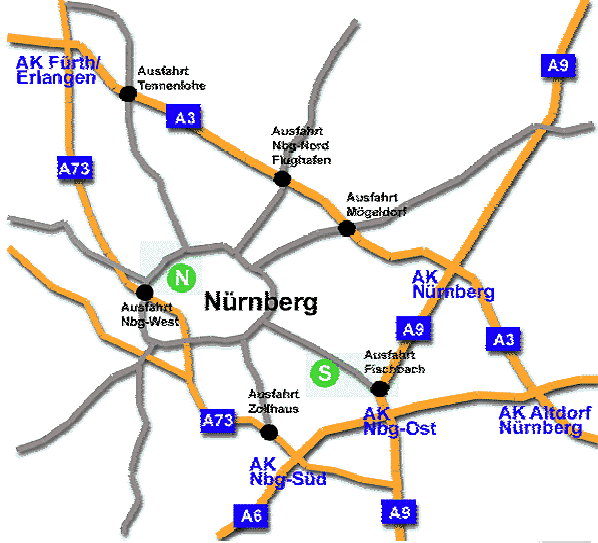 AK Fürth/
Erlangen
Ausfahrt
Tennenlohe
A9
A3
Ausfahrt
Nbg-Nord
Flughafen
A73
Ausfahrt
Mögeldorf
N
AK
Nürnberg
Nürnberg
Ausfahrt
Nbg-West
A9
A3
Ausfahrt
Fischbach
S
Ausfahrt
Zollhaus
A73
AK
Nbg-Ost
AK Altdorf
Nürnberg
AK
Nbg-Süd
A6
A9